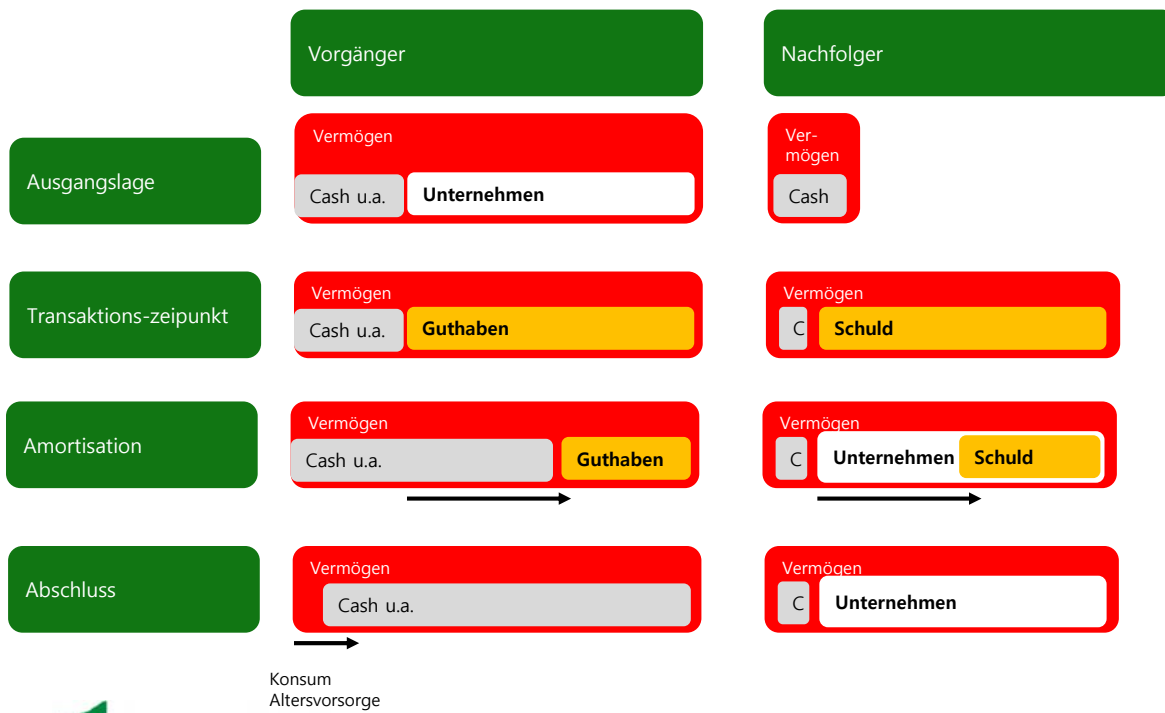 Vorgänger
Nachfolger
Ausgangslage
Vermögen
Cash u.a.
Unternehmen
Ver-
mögen
Cash
Transaktions-zeipunkt
Vermögen
Cash u.a.
Guthaben
Vermögen
C
Schuld
Amortisation
Vermögen
Cash u.a.
Guthaben
Vermögen
C
Unternehmen
Schuld
Abschluss
Vermögen
Cash u.a.
Vermögen
C
Unternehmen
Konsum
Altersvorsorge